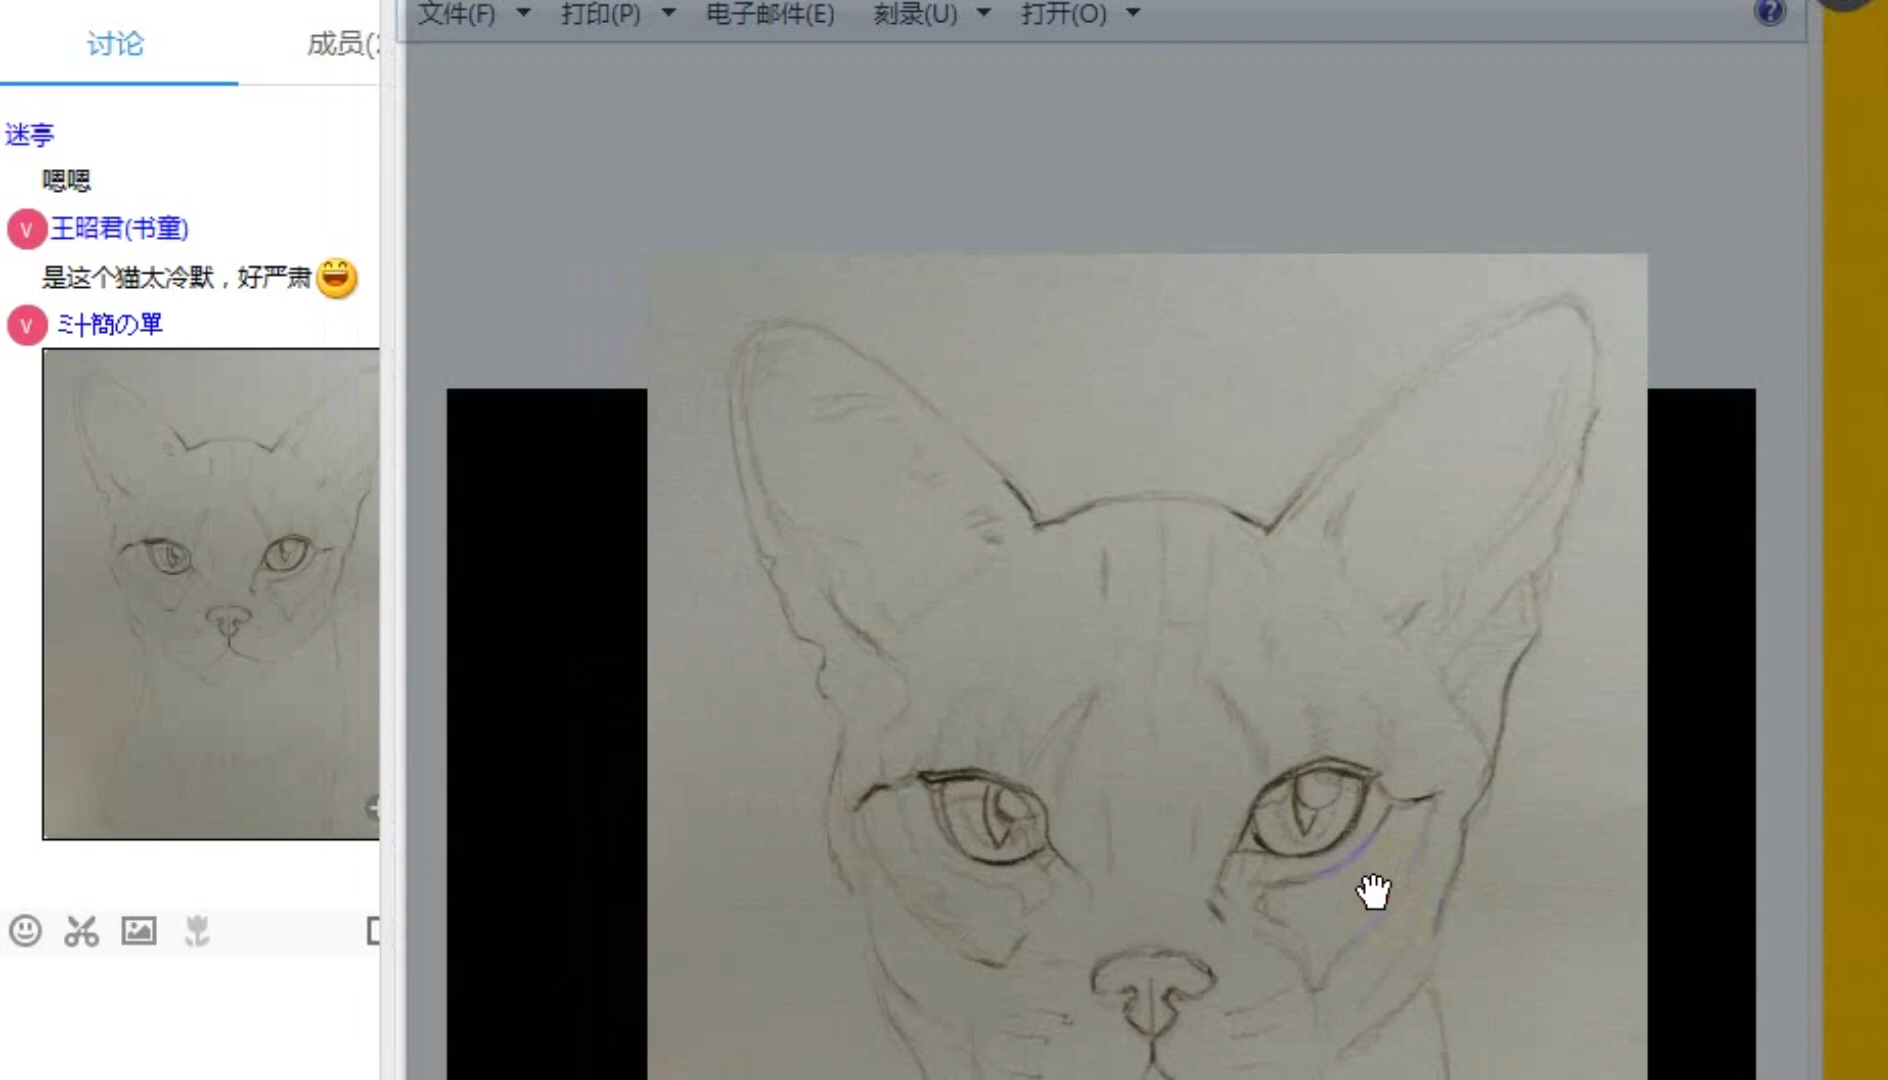 讨论
成员(
迷亭
嗯嗯
V 王昭君(书童)
是这个猫太冷默，好严肃
V ミ汁簡の單
文件(F) 打印(P) 电子邮件(E) 刻录(U) 打开(O)